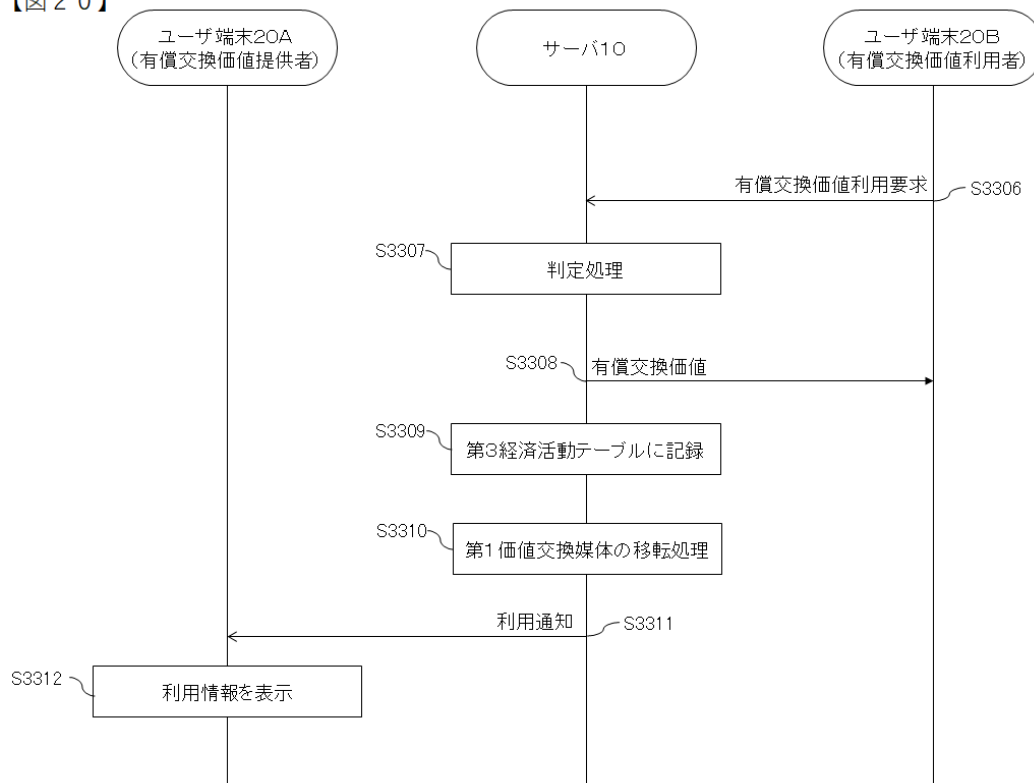 【図２０】
ユーザ端末20A
(有償交換価値提供者)
サーバ10
ユーザ端末20B
(有償交換価値利用者)
有償交換価値利用要求
S3306
S3307
判定処理
S3308
有償交換価値
S3309
第3経済活動テーブルに記録
S3310
第1価値交換媒体の移転処理
利用通知
S3311
S3312
利用情報を表示